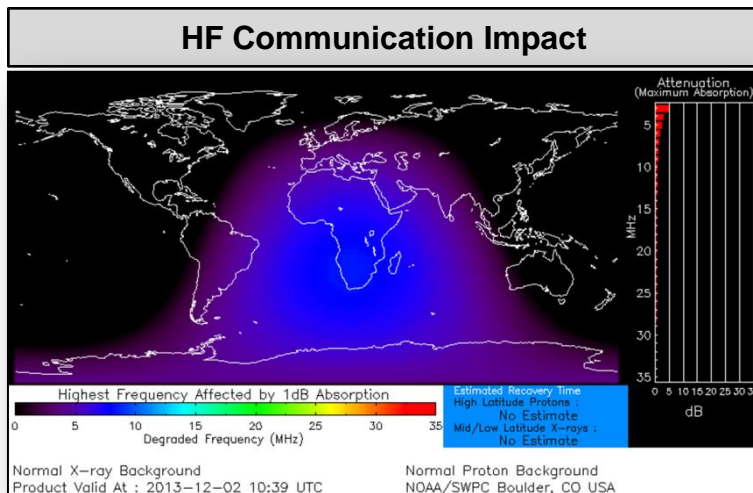 HF Communication Impact
Attenuation
(Maximum Absorption)
5
10
15
20
25
30
35
MHz
0 5 10 15 20 25 30 3
dB
Highest Frequency Affected by 1dB Absorption
0 5 10 15 20 25 30 35
Degraded Frequency (MHz)
Estimated Recovery Time
High Latitude Protons :
No Estimate
Mid/Low Latitude X-rays :
No Estimate
Normal X-ray Background
Normal Proton Background
Product Valid At : 2013-12-02 10:39 UTC
NOAA/SWPC Boulder, CO USA